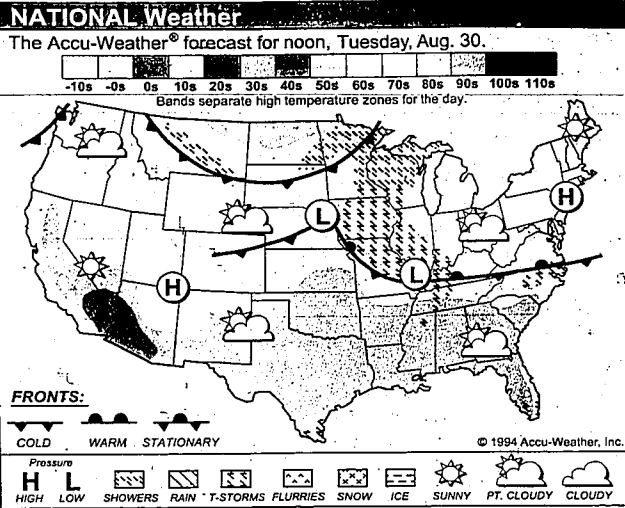 NATIONAL Weather
The Accu-Weather® forecast for noon, Tuesday, Aug. 30.
-10s -0s 0s 10s 20s 30s 40s 50s 60s 70s 80s 90s 100s 110s
Bands separate high temperature zones for the day.
H
L
H
L
FRONTS:
COLD WARM STATIONARY
© 1994 Accu-Weather, Inc.
Pressure
H L
HIGH LOW SHOWERS RAIN T-STORMS FLURRIES SNOW ICE SUNNY PT. CLOUDY CLOUDY